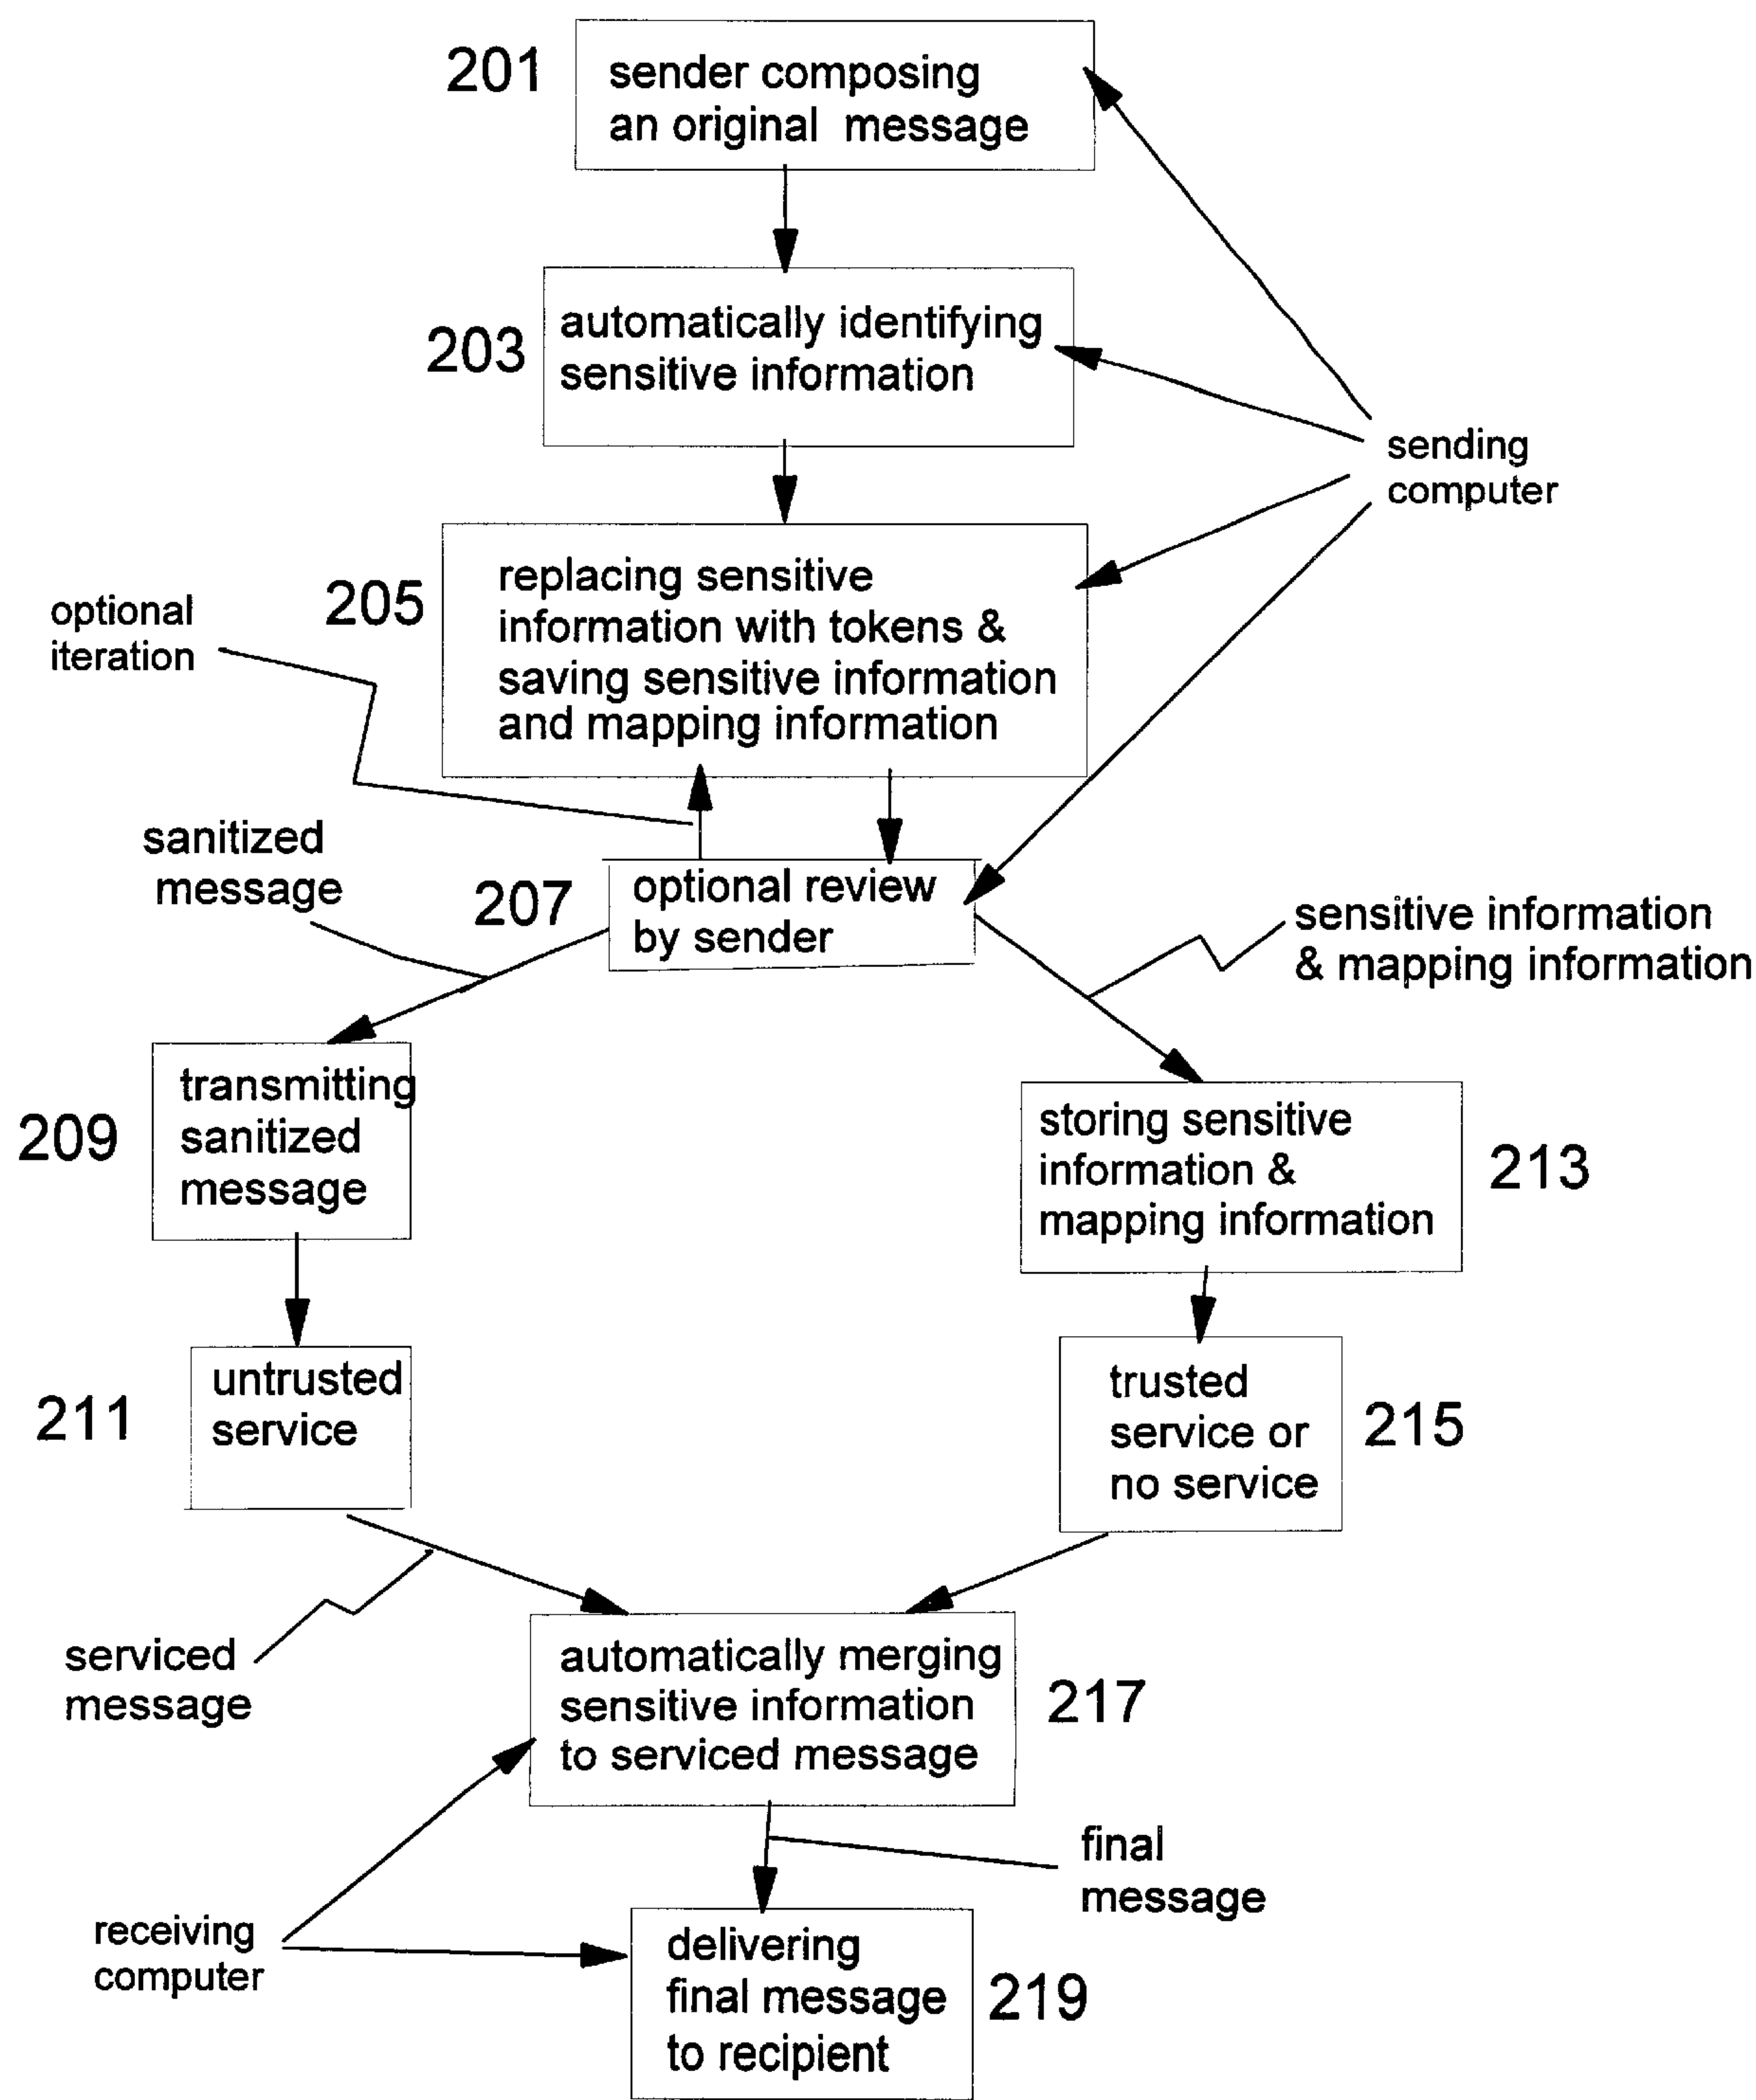 201
sender composing
an original message
203
automatically identifying
sensitive information
sending
computer
205
replacing sensitive
information with tokens &
saving sensitive information
and mapping information
optional
iteration
sanitized
message
207
optional review
by sender
sensitive information
& mapping information
209
transmitting
sanitized
message
storing sensitive
information &
mapping information
213
211
untrusted
service
trusted
service or
no service
215
serviced
message
automatically merging
sensitive information
to serviced message
217
final
message
receiving
computer
delivering
final message
to recipient
219